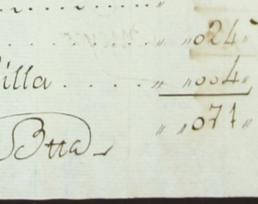 . . . . . . . . „
. . . . . . „ „024„
illa . . . . . „ „004„
„ „071„
Btta